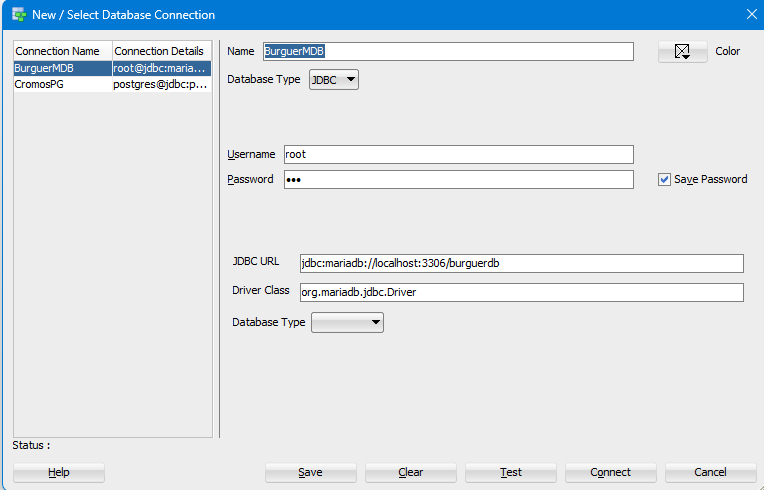 New / Select Database Connection
Connection Name Connection Details
BurguerMDB root@jdbc:maria...
CromosPG postgres@jdbc:p...
Name BurguerMDB Color
Database Type JDBC
Username root
Password ••• Save Password
JDBC URL jdbc:mariadb://localhost:3306/burguerdb
Driver Class org.mariadb.jdbc.Driver
Database Type
Status :
Help Save Clear Test Connect Cancel